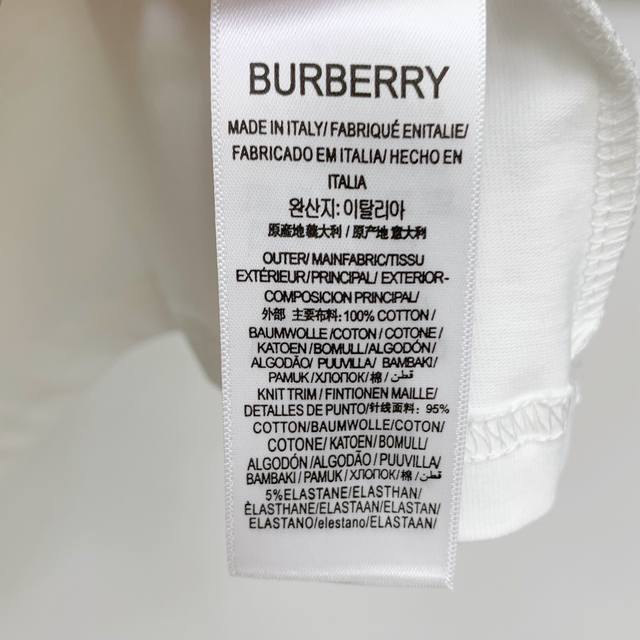 BURBERRY
MADE IN ITALY/ FABRIQUÉ ENITALIE/
FABRICADO EM ITALIA/ HECHO EN
ITALIA
완산지: 이탈리아
原産地義大利 / 原产地 意大利
OUTER/ MAINFABRIC/TISSU
EXTÉRIEUR/PRINCIPAL/ EXTERIOR-
COMPOSICION PRINCIPAL/
外部 主要布料: 100% COTTON/
BAUMWOLLE /COTON / COTONE /
KATOEN / BOMULL/ALGODÓN/
ALGODÃO/ PUUVILLA/ BAMBAKI/
PAMUK/ХЛОПОК/棉/ قطن/
KNIT TRIM / FINTIONEN MAILLE/
DETALLES DE PUNTO/针线面料: 95%
COTTON/BAUMWOLLE/COTON/
COTONE/ KATOEN/ BOMULL/
ALGODÓN /ALGODÃO / PUUVILLA/
BAMBAKI / PAMUK / ХЛОПОК/棉/ قطن/
5%ELASTANE/ELASTHAN/
ÈLASTHANE/ELASTAAN/ELASTAN/
ELASTANO/elestano/ELASTAAN/